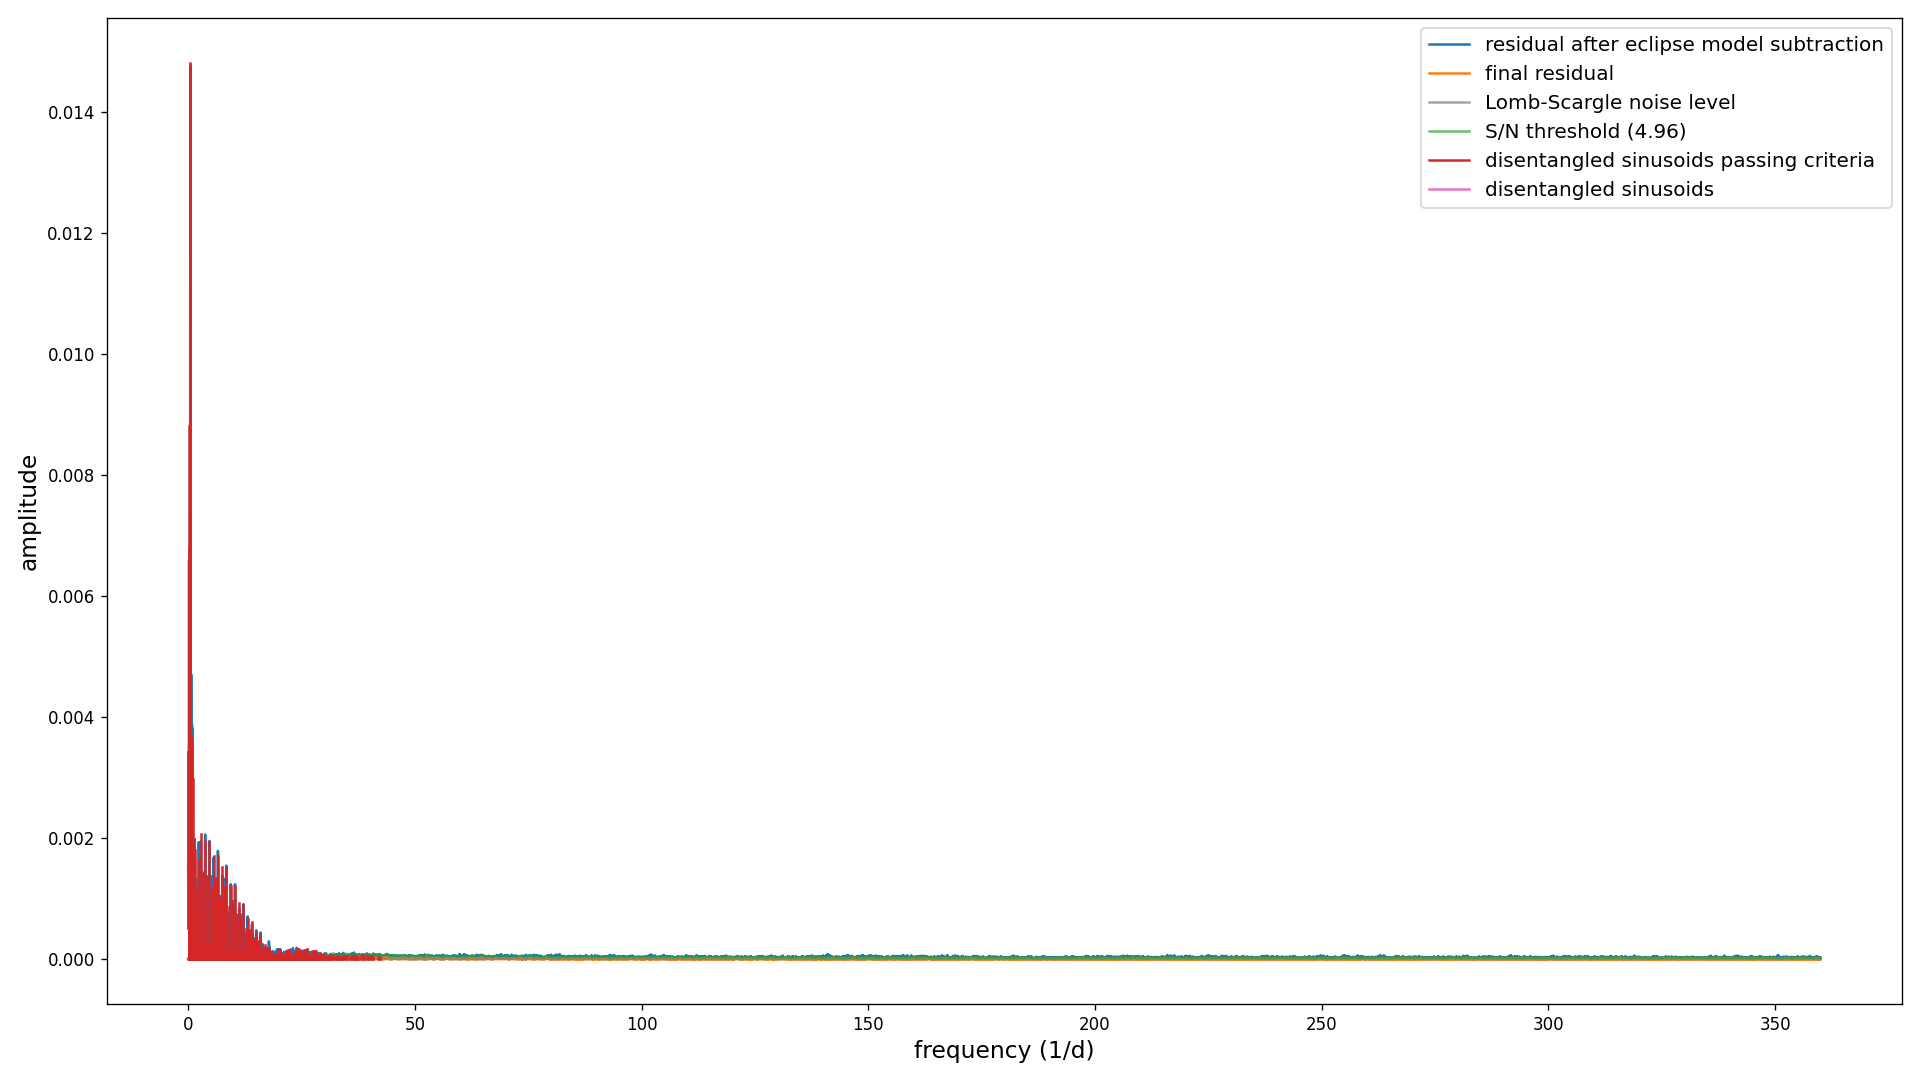 residual after eclipse model subtraction
final residual
Lomb-Scargle noise level
S/N threshold (4.96)
disentangled sinusoids passing criteria
disentangled sinusoids
0.014
0.012
0.010
0.008
0.006
0.004
0.002
0.000
amplitude
0 50 100 150 200 250 300 350
frequency (1/d)